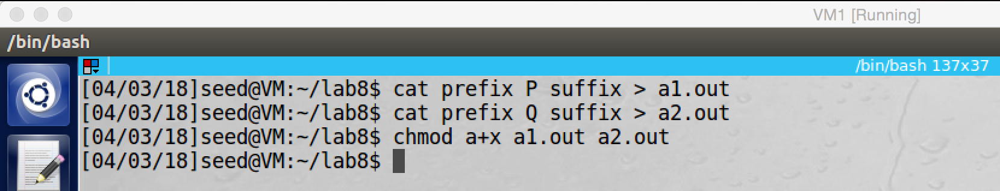 VM1 [Running]
/bin/bash
/bin/bash 137x37
[04/03/18]seed@VM:~/lab8$ cat prefix P suffix > a1.out
[04/03/18]seed@VM:~/lab8$ cat prefix Q suffix > a2.out
[04/03/18]seed@VM:~/lab8$ chmod a+x a1.out a2.out
[04/03/18]seed@VM:~/lab8$